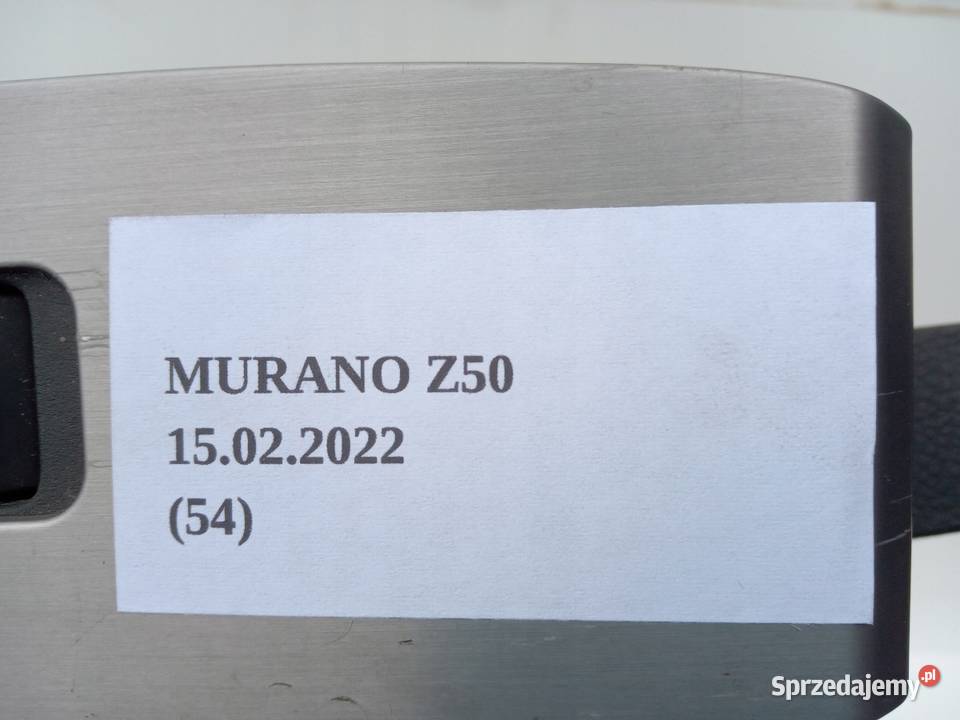 MURANO Z50
15.02.2022
(54)
Sprzedajemy.pl